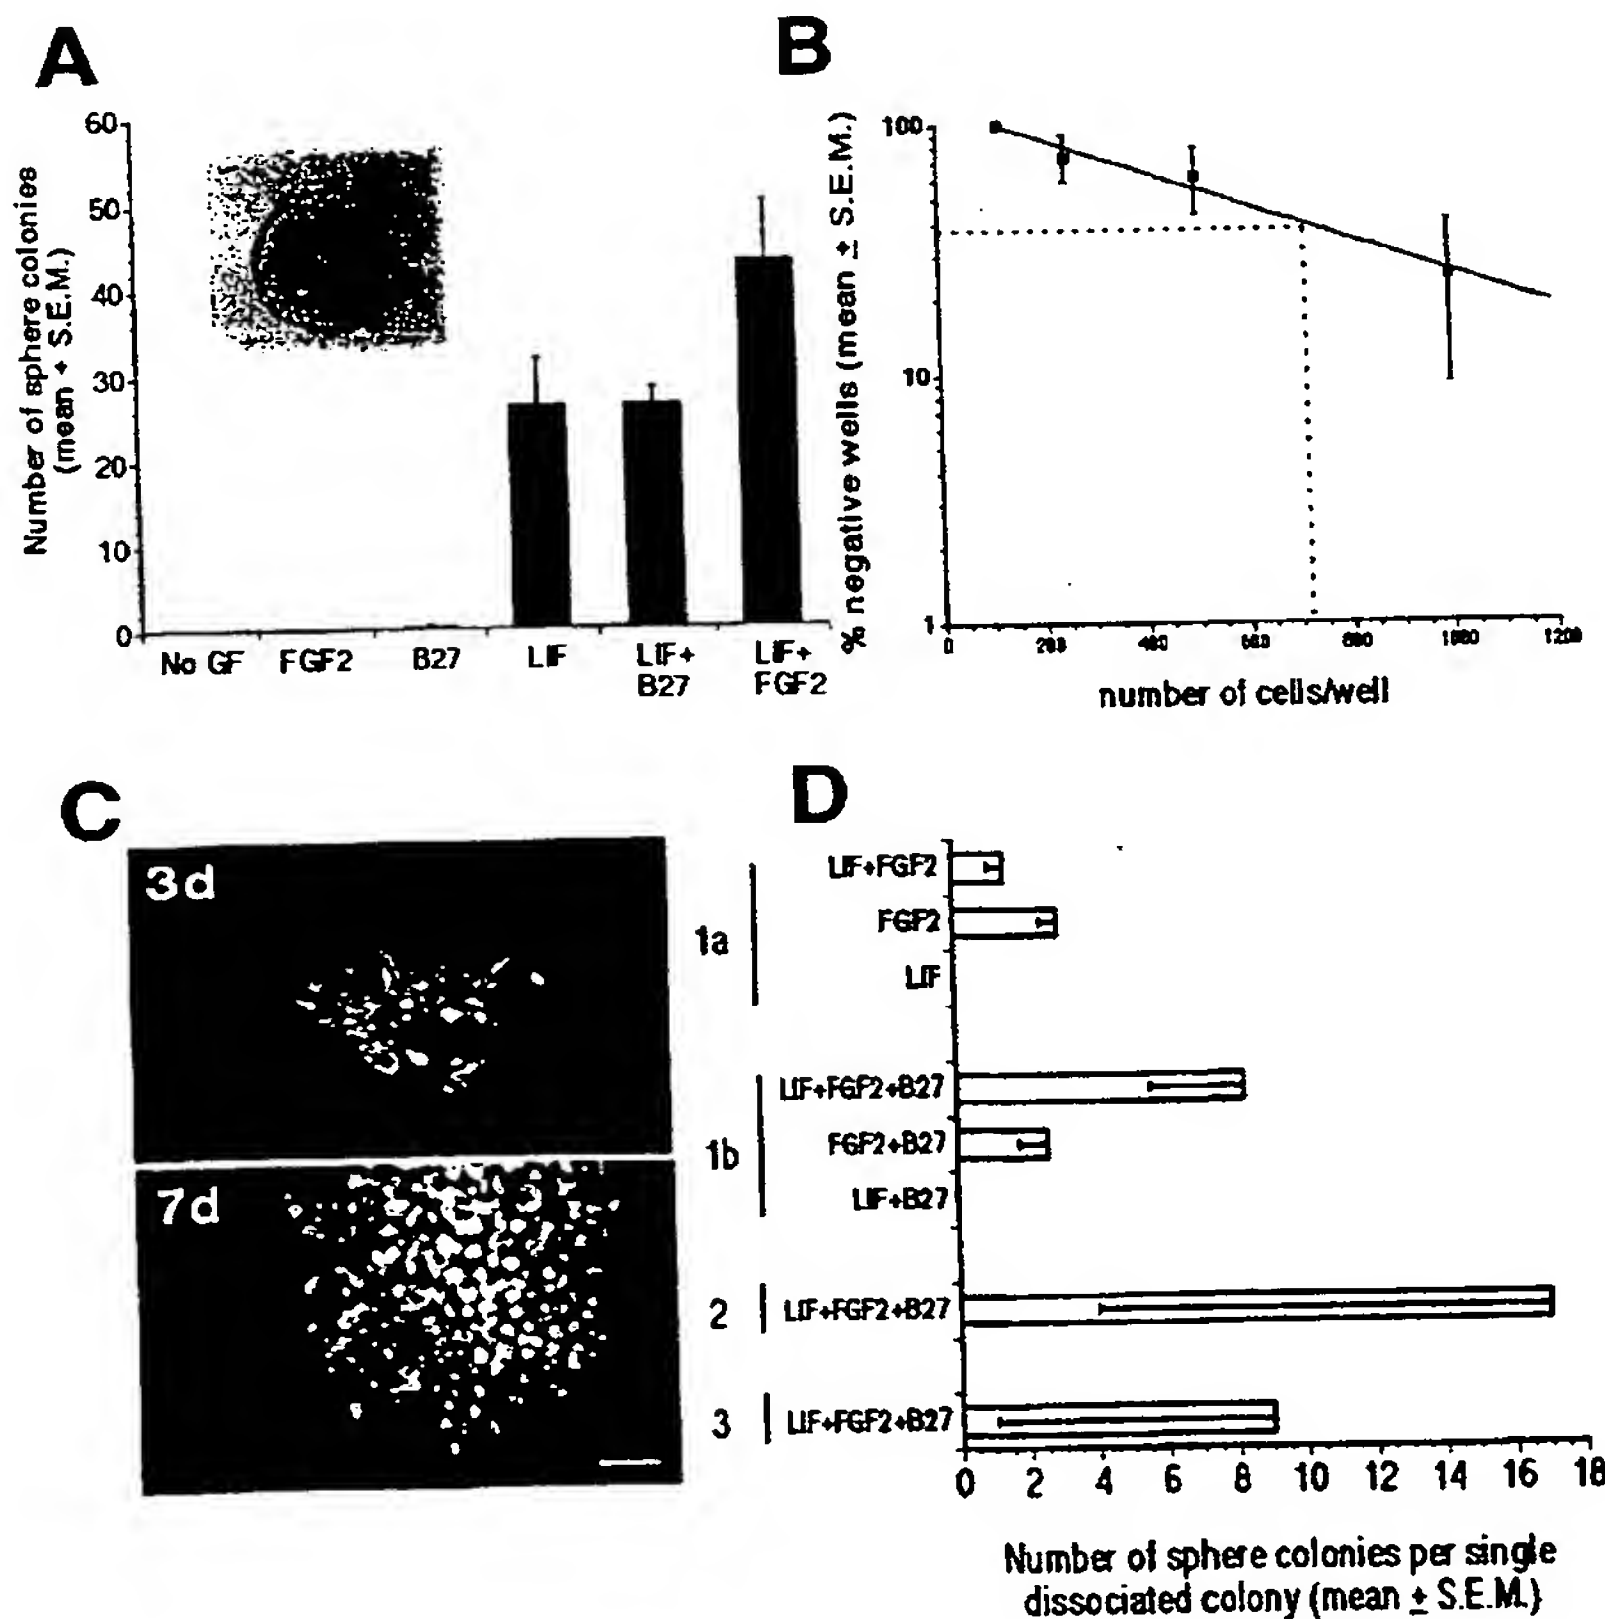 A
Number of sphere colonies
(mean + S.E.M.)
60
50
40
30
20
10
0
No GF
FGF2
B27
LIF
LIF+
B27
LIF+
FGF2
B
% negative wells (mean ± S.E.M.)
100
10
1
0
200
400
600
800
1000
1200
number of cells/well
C
3d
7d
D
1a
LIF+FGF2
FGF2
LIF
1b
LIF+FGF2+B27
FGF2+B27
LIF+B27
2
LIF+FGF2+B27
3
LIF+FGF2+B27
0 2 4 6 8 10 12 14 16 18
Number of sphere colonies per single
dissociated colony (mean ± S.E.M.)